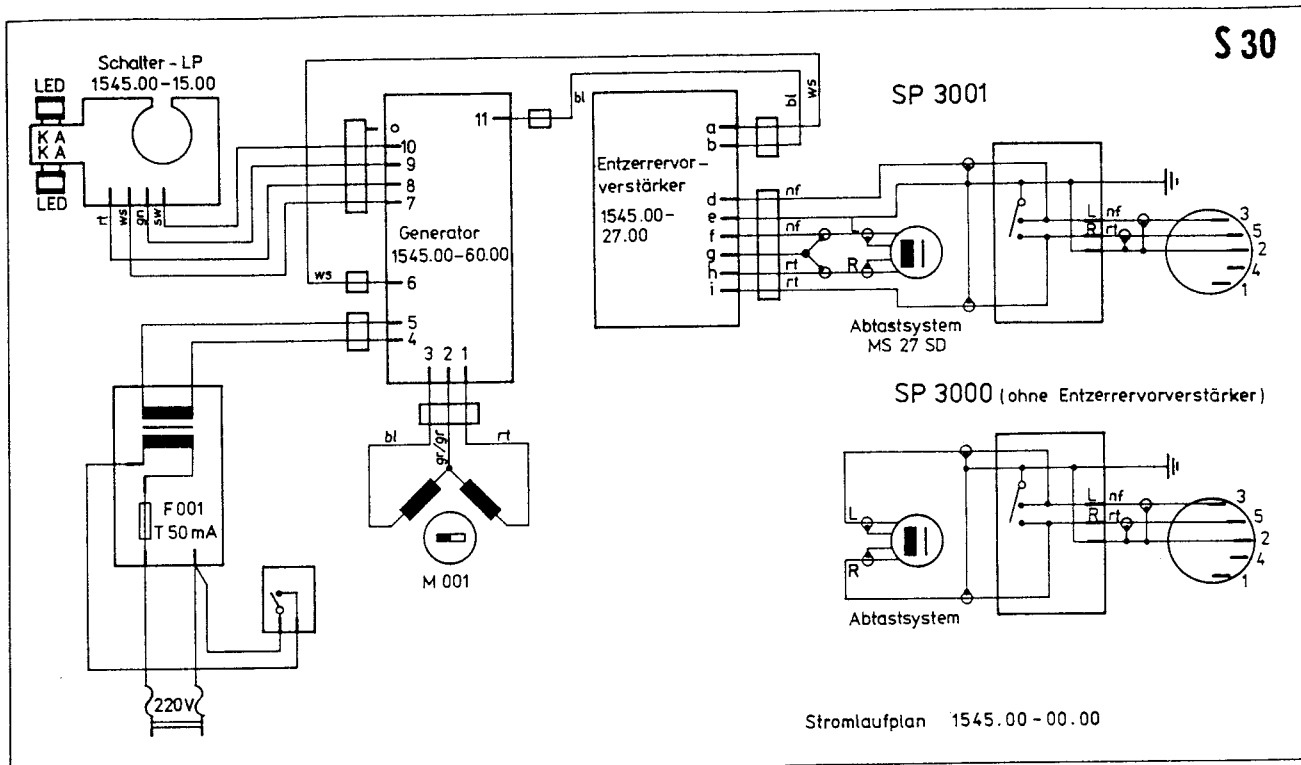 S 30
Schalter - LP
1545.00-15.00
LED
K A
K A
LED
rt
ws
gn
sw
10
9
8
7
11
Generator
1545.00-60.00
ws
6
5
4
3 2 1
bl
bl
ws
Entzerrervor-
verstärker
1545.00-
27.00
a
b
d
e
f
g
h
i
nf
nf
rt
rt
R
Abtastsystem
MS 27 SD
SP 3001
L nf
R rt
3
5
2
4
1
SP 3000 (ohne Entzerrervorverstärker)
L
R
Abtastsystem
L nf
R rt
3
5
2
4
1
bl
gr/gr
rt
M 001
F 001
T 50 mA
220V
Stromlaufplan 1545.00-00.00